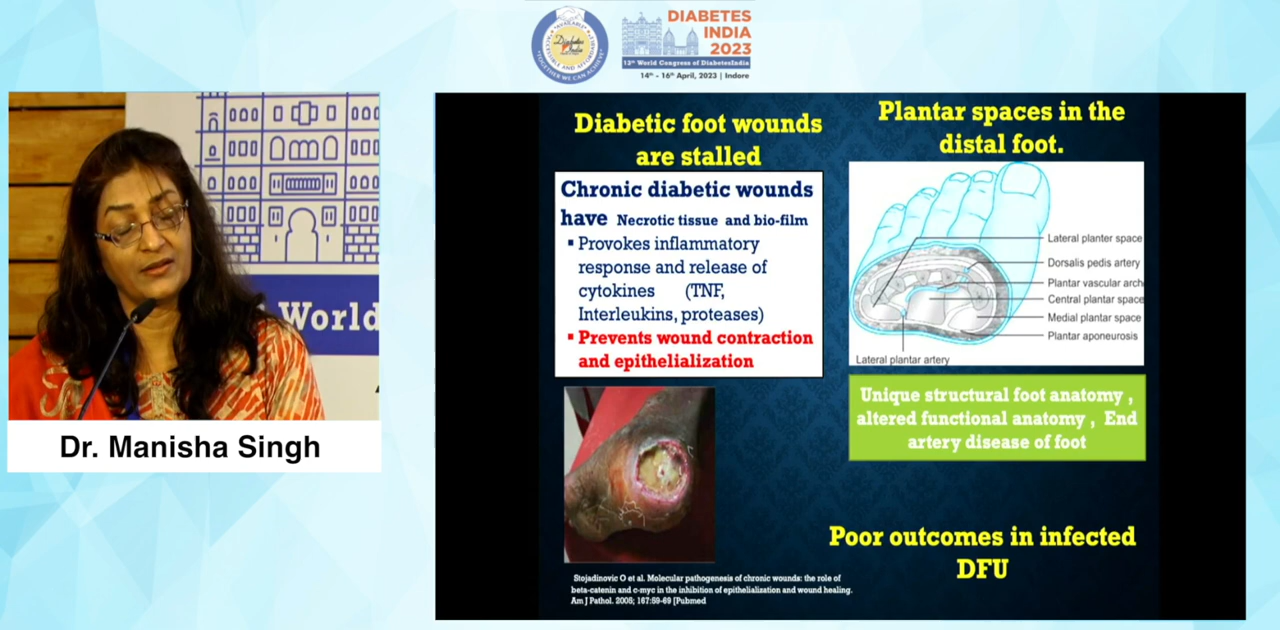 DIABETES
INDIA
2023
13th World Congress of DiabetesIndia
14th - 16th April, 2023 | Indore
Diabetes
TOGETHER WE CAN ACHIEVE
World
Dr. Manisha Singh
Diabetic foot wounds
are stalled
Chronic diabetic wounds
have Necrotic tissue and bio-film
▪ Provokes inflammatory
response and release of
cytokines (TNF,
Interleukins, proteases)
▪ Prevents wound contraction
and epithelialization
Stojadinovic O et al. Molecular pathogenesis of chronic wounds: the role of
beta-catenin and c-myc in the inhibition of epithelialization and wound healing.
Am J Pathol. 2005; 167:59-69 [Pubmed
Plantar spaces in the
distal foot.
Lateral planter space
Dorsalis pedis artery
Plantar vascular arch
Central plantar space
Medial plantar space
Plantar aponeurosis
Lateral plantar artery
Unique structural foot anatomy ,
altered functional anatomy , End
artery disease of foot
Poor outcomes in infected
DFU